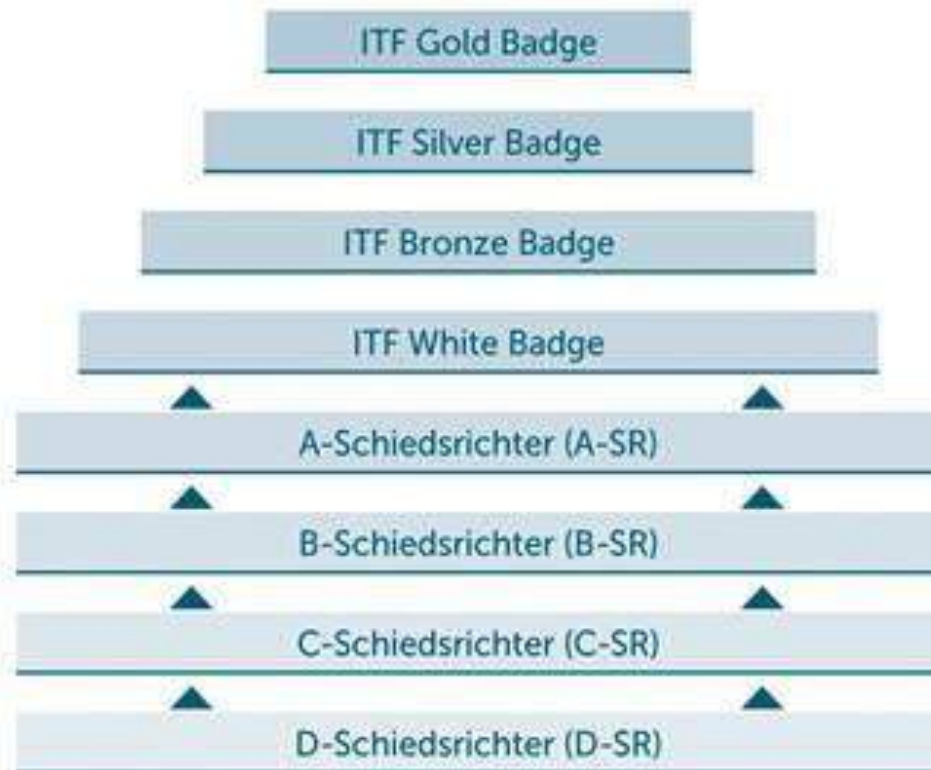 ITF Gold Badge
ITF Silver Badge
ITF Bronze Badge
ITF White Badge
A-Schiedsrichter (A-SR)
B-Schiedsrichter (B-SR)
C-Schiedsrichter (C-SR)
D-Schiedsrichter (D-SR)